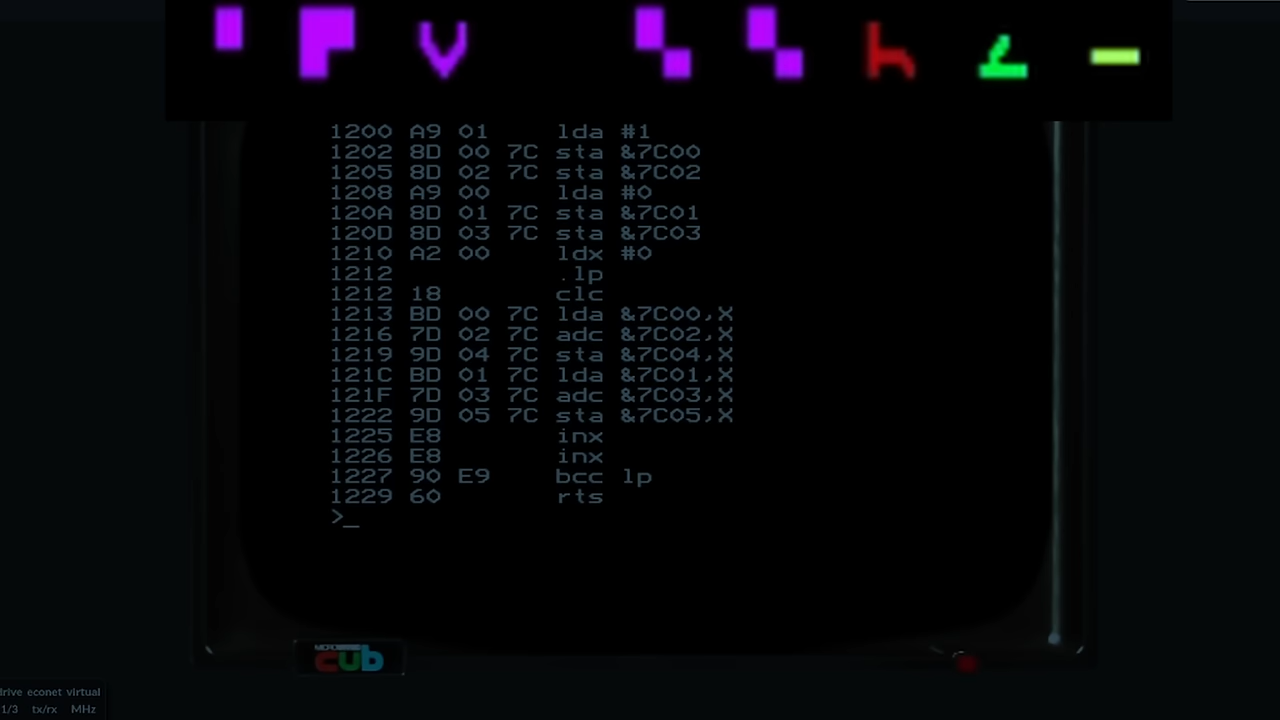 1200 A9 01 lda #1
1202 8D 00 7C sta &7C00
1205 8D 02 7C sta &7C02
1208 A9 00 lda #0
120A 8D 01 7C sta &7C01
120D 8D 03 7C sta &7C03
1210 A2 00 ldx #0
1212 .lp
1212 18 clc
1213 BD 00 7C lda &7C00,X
1216 7D 02 7C adc &7C02,X
1219 9D 04 7C sta &7C04,X
121C BD 01 7C lda &7C01,X
121F 7D 03 7C adc &7C03,X
1222 9D 05 7C sta &7C05,X
1225 E8 inx
1226 E8 inx
1227 90 E9 bcc lp
1229 60 rts
>_
cub
drive econet virtual
1/3 tx/rx MHz